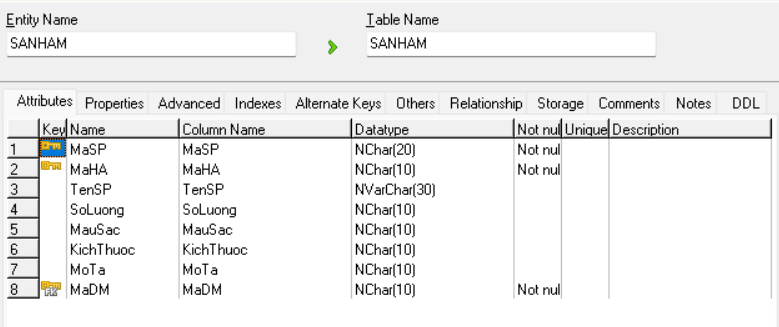 Entity Name Table Name
SANHAM SANHAM
Attributes Properties Advanced Indexes Alternate Keys Others Relationship Storage Comments Notes DDL
Key Name Column Name Datatype Not nul Unique Description
1 MaSP MaSP NChar(20) Not nul
2 MaHA MaHA NChar(10) Not nul
3 TenSP TenSP NVarChar(30)
4 SoLuong SoLuong NChar(10)
5 MauSac MauSac NChar(10)
6 KichThuoc KichThuoc NChar(10)
7 MoTa MoTa NChar(10)
8 FK MaDM MaDM NChar(10) Not nul